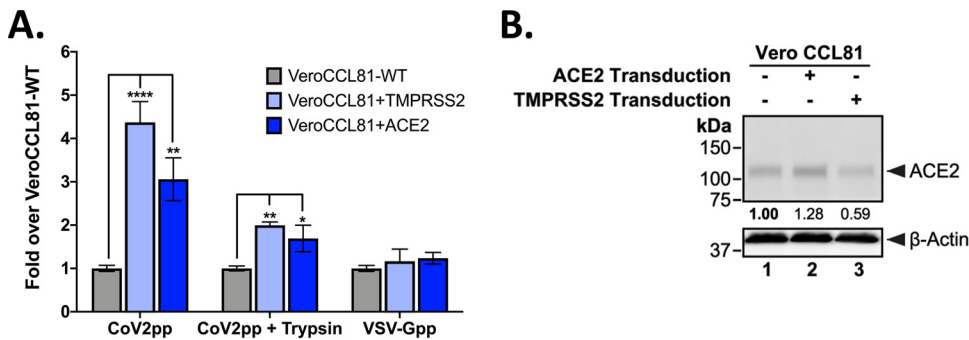 A.
Fold over VeroCCL81-WT
6
5
4
3
2
1
0
****
**
**
*
VeroCCL81-WT
VeroCCL81+TMPRSS2
VeroCCL81+ACE2
CoV2pp
CoV2pp + Trypsin
VSV-Gpp
B.
Vero CCL81
ACE2 Transduction - + -
TMPRSS2 Transduction - - +
kDa
150
100
75
ACE2
1.00 1.28 0.59
37
β-Actin
1 2 3